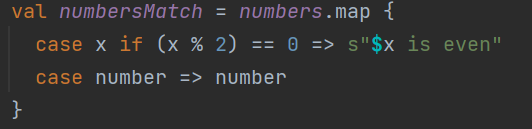 val numbersMatch = numbers.map {
  case x if (x % 2) == 0 => s"$x is even"
  case number => number
}